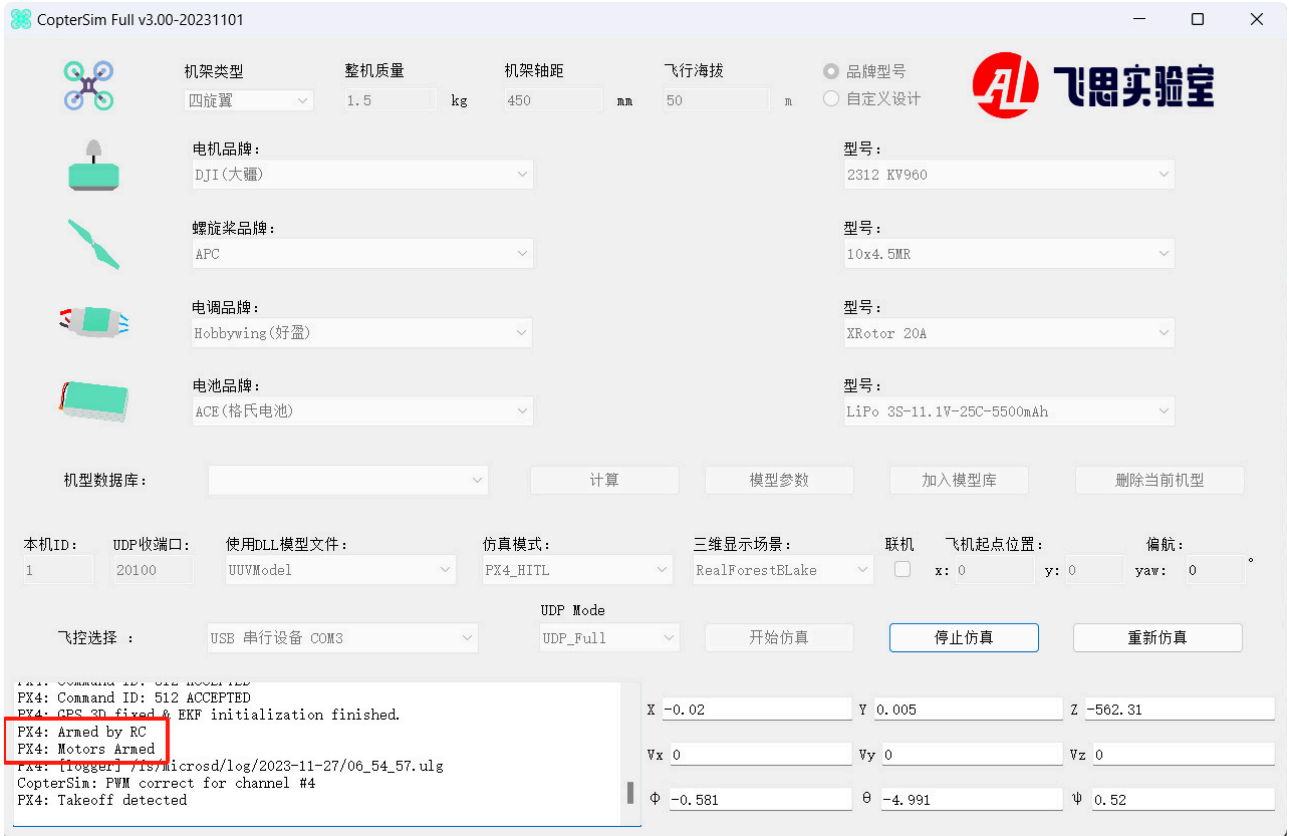 CopterSim Full v3.00-20231101
机架类型 整机质量 机架轴距 飞行海拔 品牌型号
四旋翼 1.5 kg 450 mm 50 m 自定义设计
飞思实验室
电机品牌: 型号:
DJI(大疆) 2312 KV960
螺旋桨品牌: 型号:
APC 10x4.5MR
电调品牌: 型号:
Hobbywing(好盈) XRotor 20A
电池品牌: 型号:
ACE(格氏电池) LiPo 3S-11.1V-25C-5500mAh
机型数据库: 计算 模型参数 加入模型库 删除当前机型
本机ID: UDP收端口: 使用DLL模型文件: 仿真模式: 三维显示场景: 联机 飞机起点位置: 偏航:
1 20100 UUVModel PX4_HITL RealForestBLake x: 0 y: 0 yaw: 0 °
UDP Mode
飞控选择 : USB 串行设备 COM3 UDP_Full 开始仿真 停止仿真 重新仿真
PX4: Command ID: 512 ACCEPTED
PX4: Command ID: 512 ACCEPTED
PX4: GPS 3D fixed & EKF initialization finished.
PX4: Armed by RC
PX4: Motors Armed
PX4: [logger] /fs/microsd/log/2023-11-27/06_54_57.ulg
CopterSim: PWM correct for channel #4
PX4: Takeoff detected
X -0.02 Y 0.005 Z -562.31
Vx 0 Vy 0 Vz 0
Φ -0.581 θ -4.991 ψ 0.52